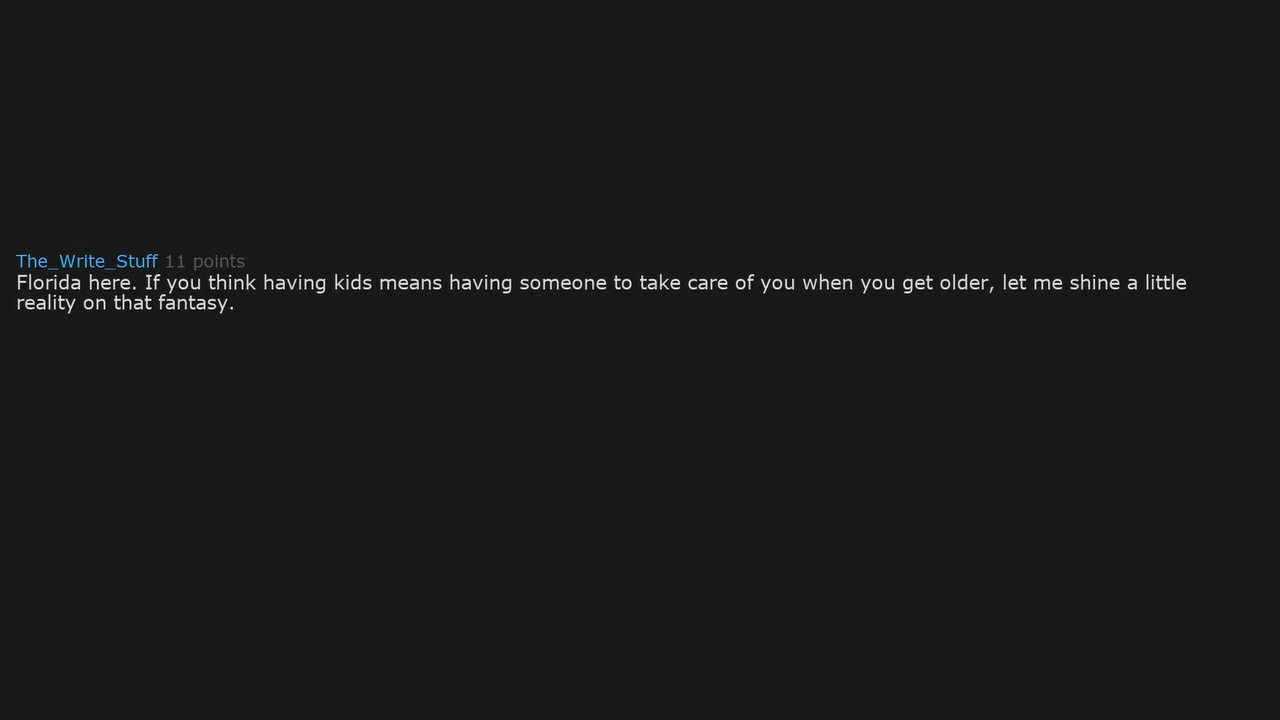 The_Write_Stuff 11 points
Florida here. If you think having kids means having someone to take care of you when you get older, let me shine a little
reality on that fantasy.